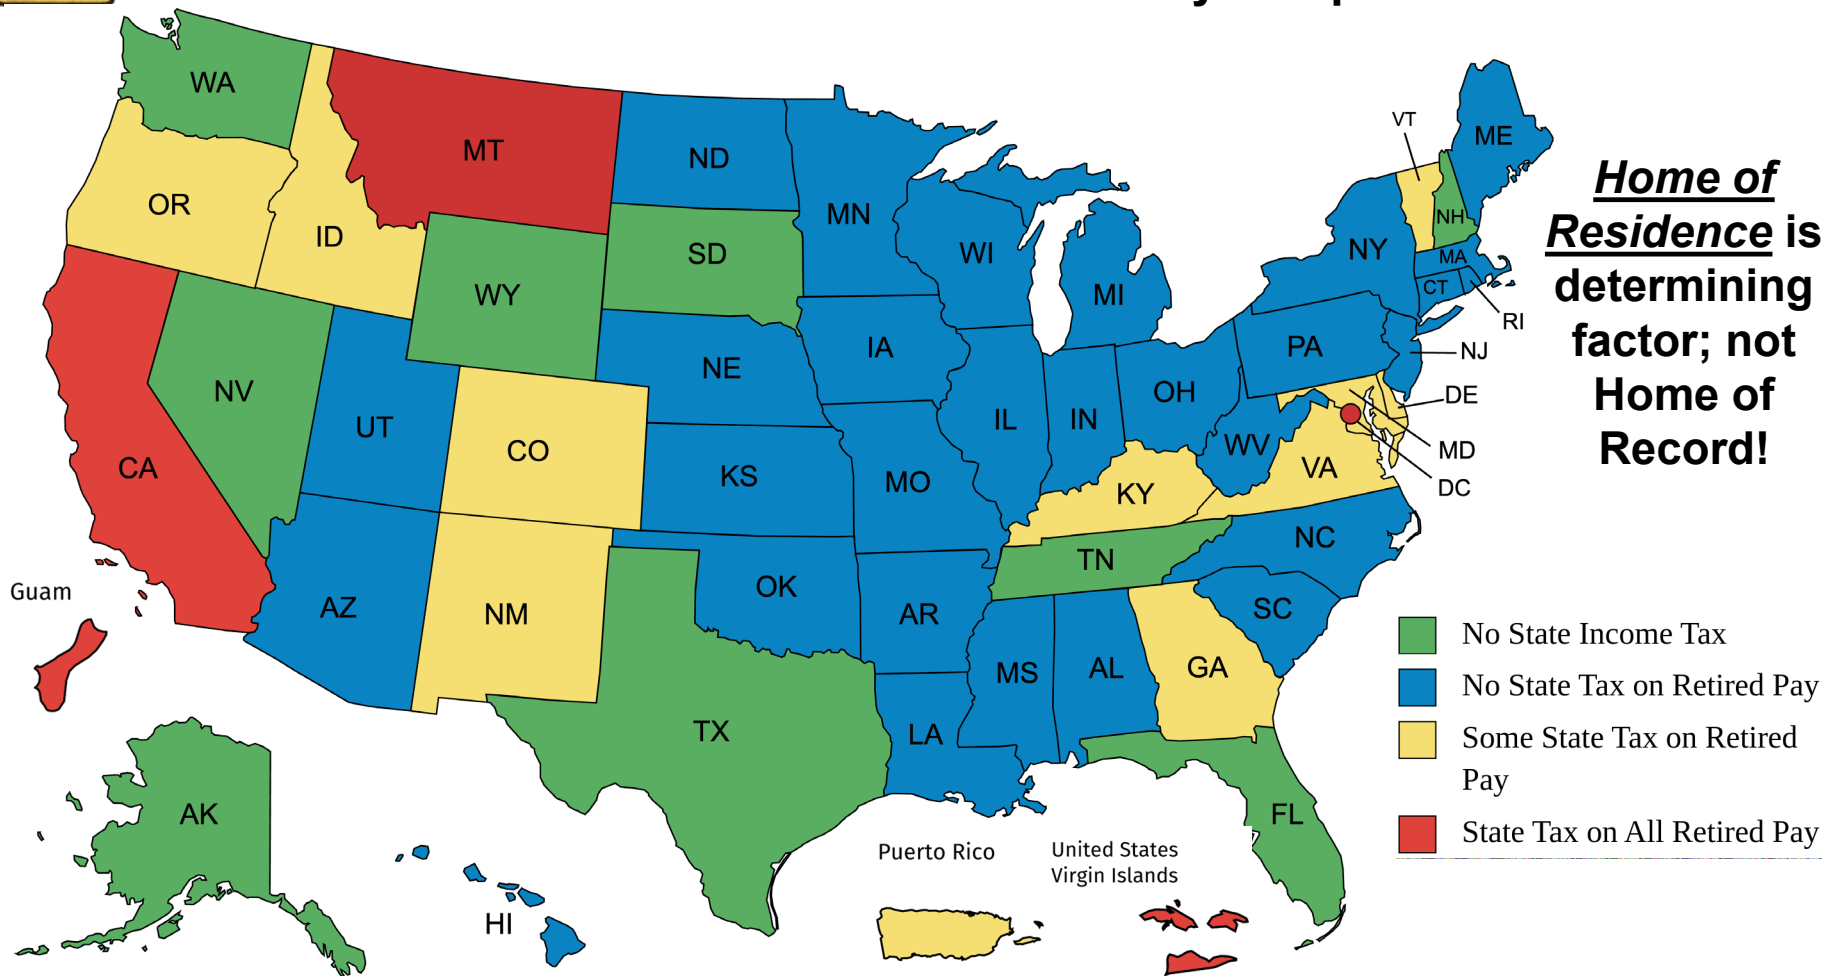 WA
MT
ND
MN
ME
VT
OR
ID
SD
WI
NH
NY
MA
WY
MI
CT
RI
IA
PA
NJ
NE
NV
OH
DE
UT
IL
IN
CO
WV
MD
CA
KS
MO
VA
DC
KY
NC
TN
OK
AZ
NM
AR
SC
MS
AL
GA
TX
LA
AK
FL
HI
Guam
Puerto Rico
United States
Virgin Islands
Home of
Residence is
determining
factor; not
Home of
Record!
No State Income Tax
No State Tax on Retired Pay
Some State Tax on Retired
Pay
State Tax on All Retired Pay